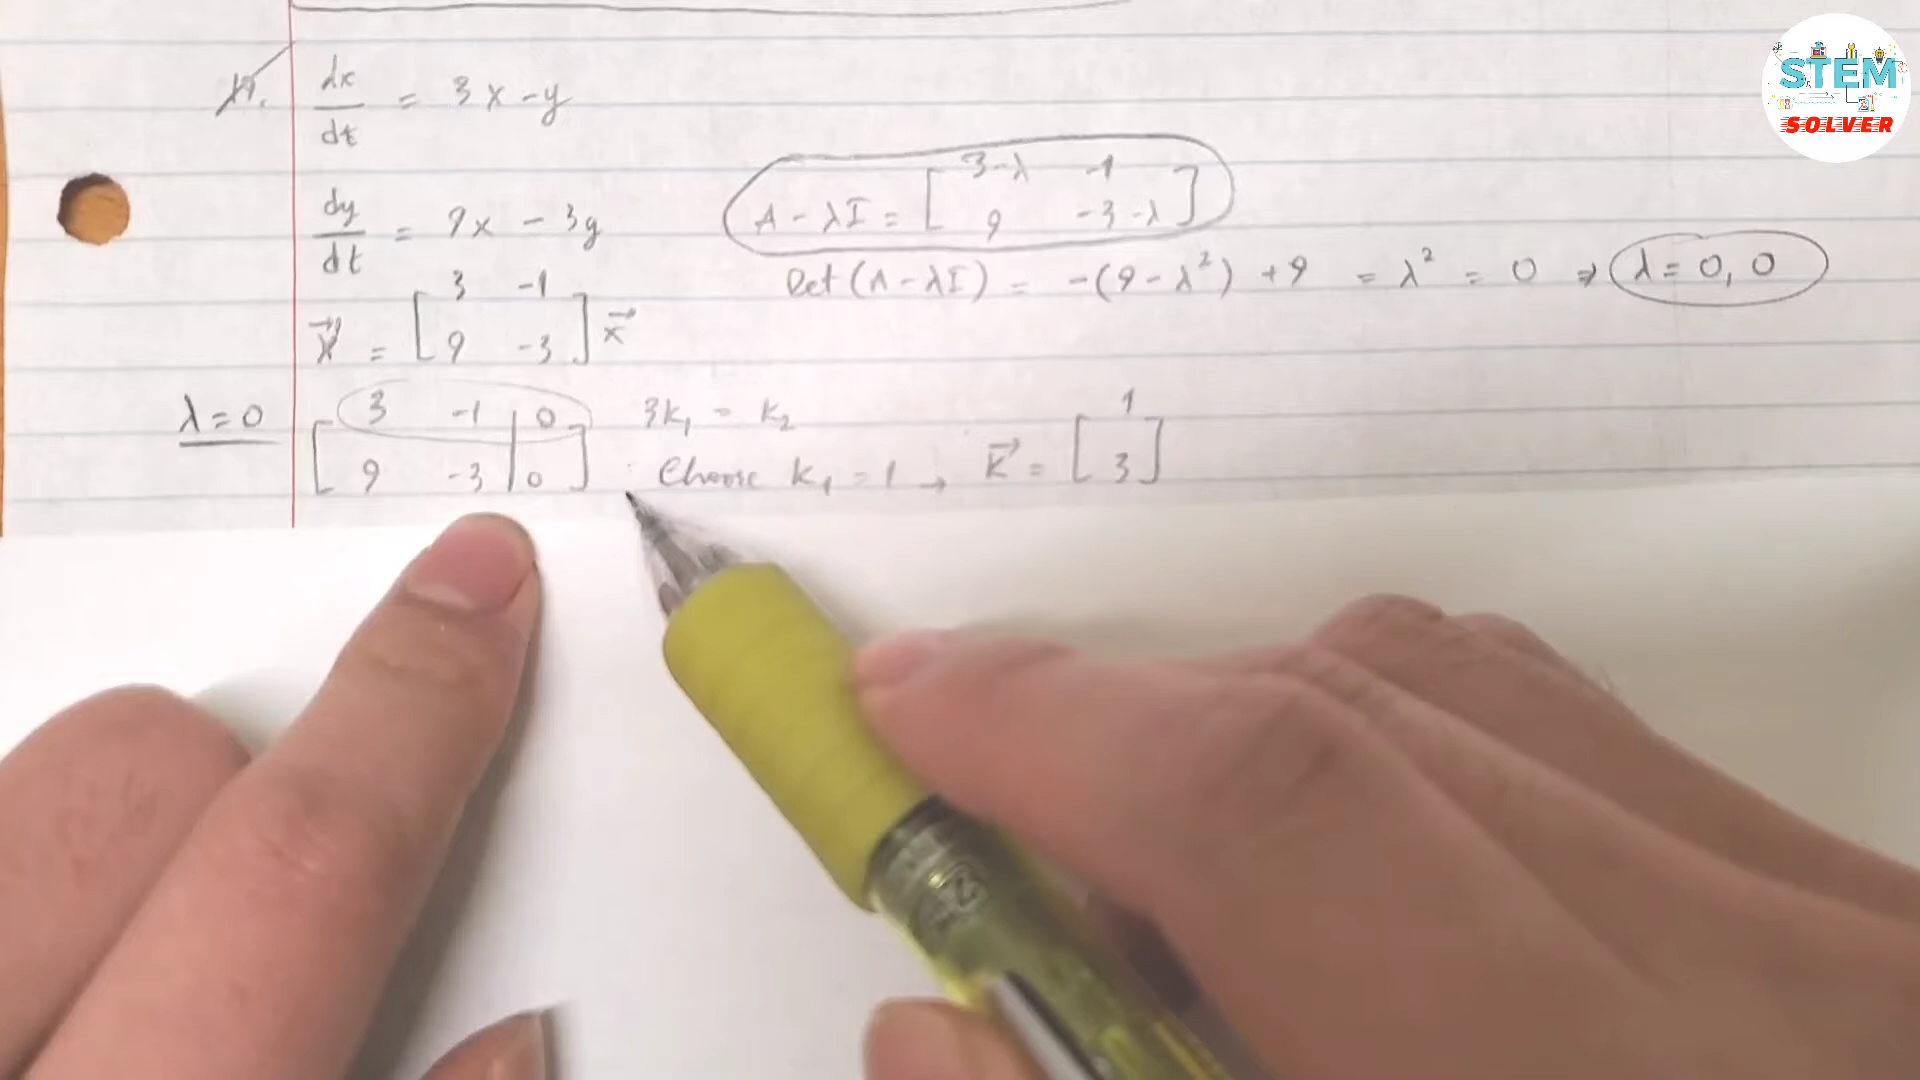 19.
dx/dt = 3x - y
dy/dt = 9x - 3y
A - λI = [3-λ -1; 9 -3-λ]
Det(A - λI) = -(9 - λ²) + 9 = λ² = 0 ⇒ λ = 0, 0
X⃗' = [3 -1; 9 -3] X⃗
λ = 0 [3 -1 | 0; 9 -3 | 0]
3k₁ = k₂
Choose k₁ = 1 → K⃗ = [1; 3]
STEM
SOLVER